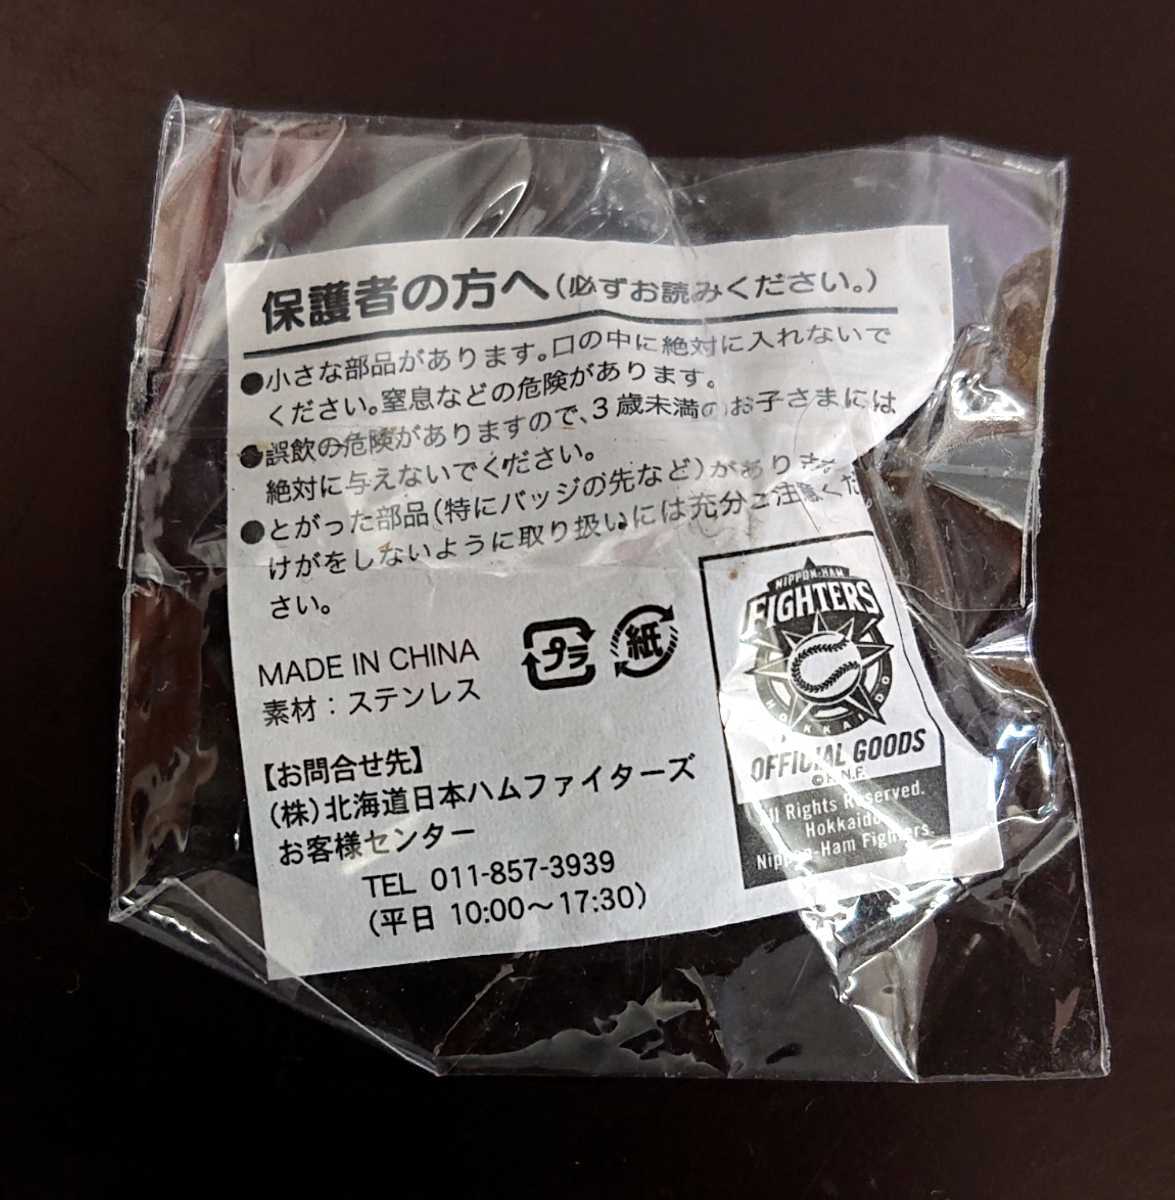 保護者の方へ(必ずお読みください。)
●小さな部品があります。口の中に絶対に入れないで
ください。窒息などの危険があります。
●誤飲の危険がありますので、3歳未満のお子さまには
絶対に与えないでください。
●とがった部品(特にバッジの先など)があります
けがをしないように取り扱いには充分ご注意くだ
さい。
MADE IN CHINA
素材:ステンレス
プラ
紙
【お問合せ先】
(株)北海道日本ハムファイターズ
お客様センター
TEL 011-857-3939
(平日 10:00〜17:30)
NIPPON-HAM
FIGHTERS
HOKKAIDO
OFFICIAL GOODS
©H.N.F.
All Rights Reserved.
Hokkaido
Nippon-Ham Fighters.